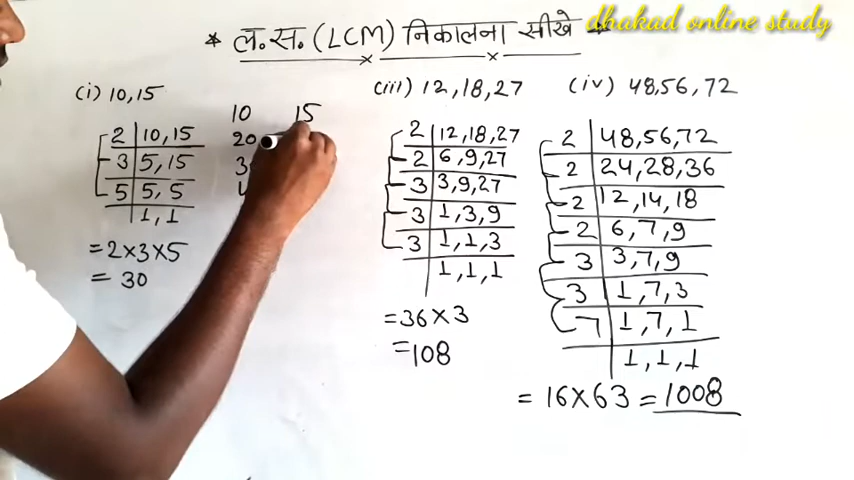 * ल.स. (LCM) निकालना सीखे *
dhakad online study
(i) 10,15
2 | 10,15
3 | 5,15
5 | 5,5
1,1
= 2×3×5
= 30
10 15
20
(iii) 12,18,27
2 | 12,18,27
2 | 6,9,27
3 | 3,9,27
3 | 1,3,9
3 | 1,1,3
1,1,1
= 36×3
= 108
(iv) 48,56,72
2 | 48,56,72
2 | 24,28,36
2 | 12,14,18
2 | 6,7,9
3 | 3,7,9
3 | 1,7,3
7 | 1,7,1
1,1,1
= 16×63 = 1008